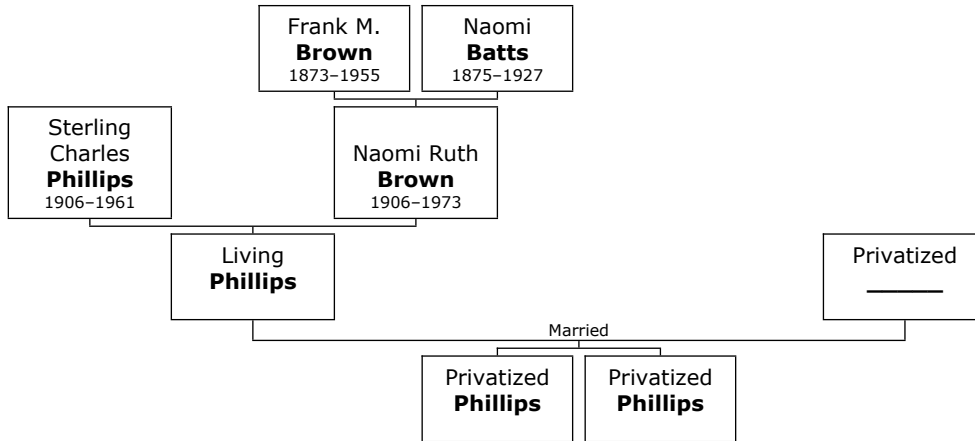 Frank M.
Brown
1873–1955
Naomi
Batts
1875–1927
Sterling
Charles
Phillips
1906–1961
Naomi Ruth
Brown
1906–1973
Living
Phillips
Privatized
Married
Privatized
Phillips
Privatized
Phillips